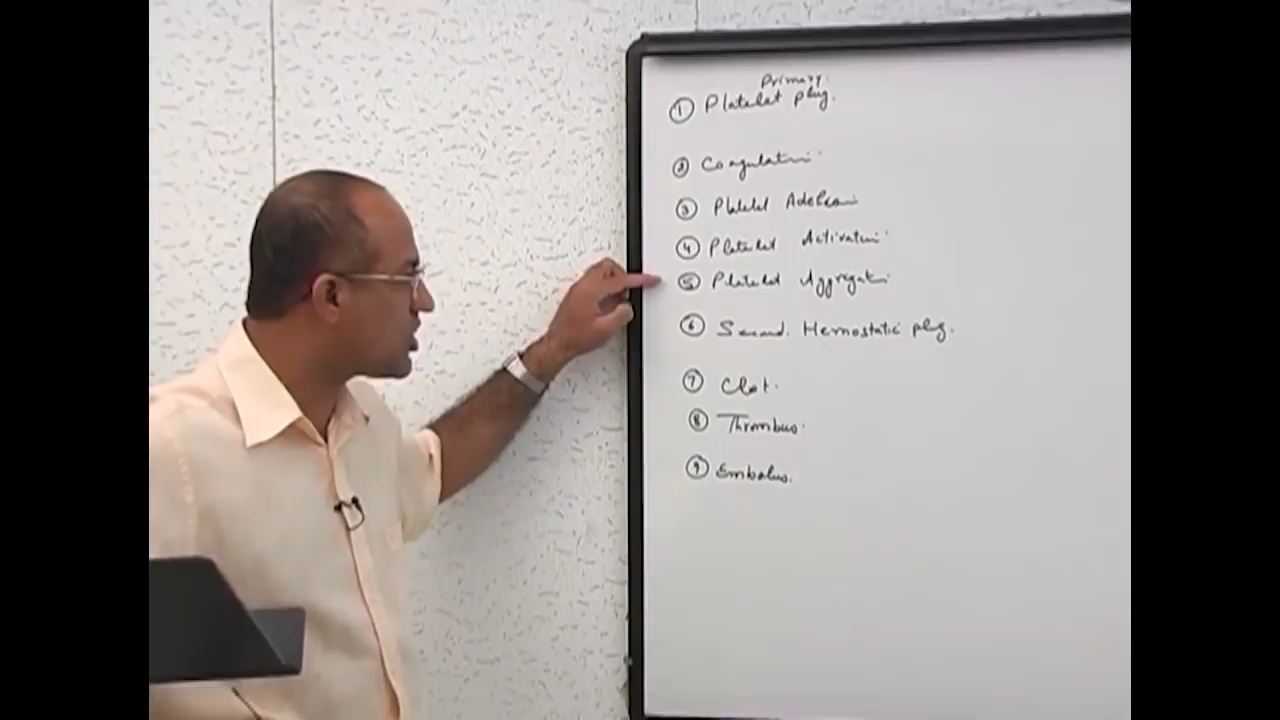 Primary.
① Platelet plug.
② Coagulation
③ Platelet Adhesion
④ Platelet Activation
⑤ Platelet Aggregati
⑥ Second. Hemostatic plug.
⑦ Clot.
⑧ Thrombus.
⑨ Embolus.